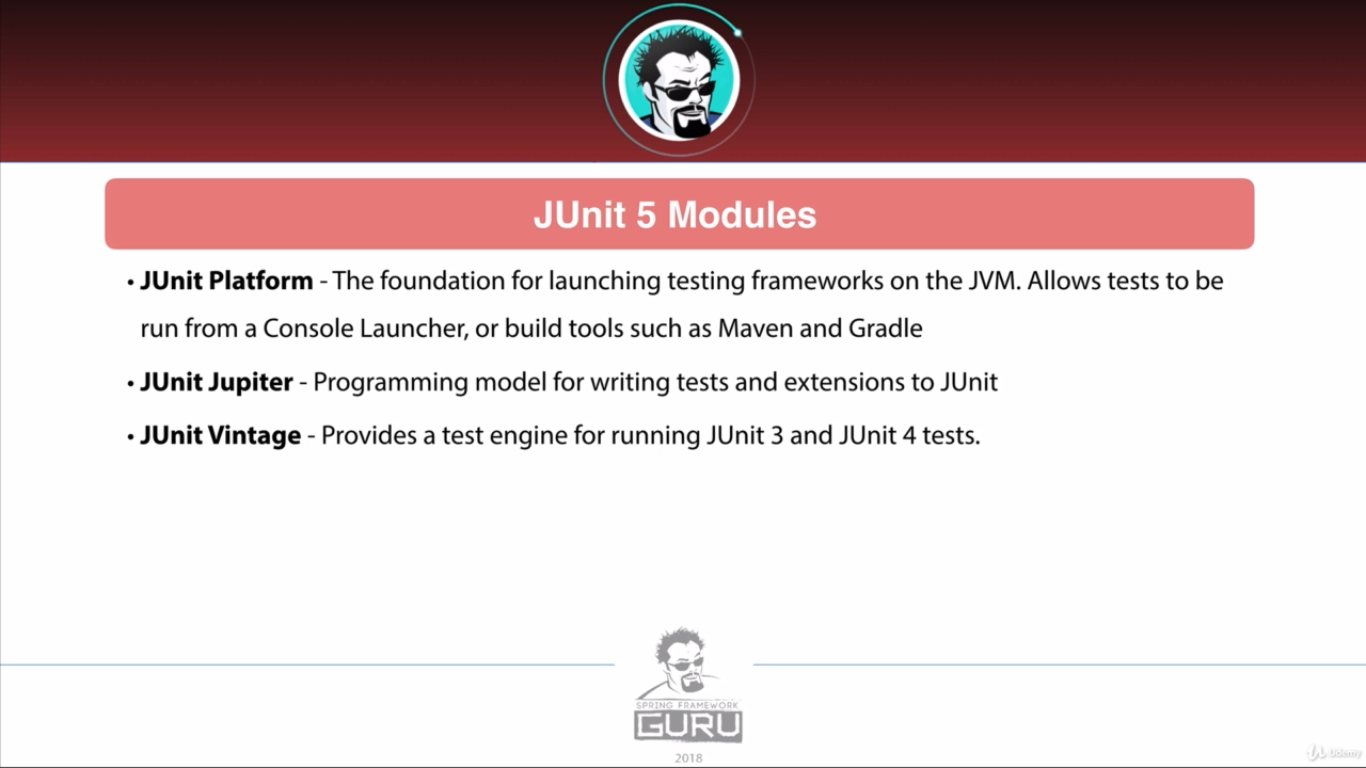 JUnit 5 Modules
• JUnit Platform - The foundation for launching testing frameworks on the JVM. Allows tests to be
run from a Console Launcher, or build tools such as Maven and Gradle
• JUnit Jupiter - Programming model for writing tests and extensions to JUnit
• JUnit Vintage - Provides a test engine for running JUnit 3 and JUnit 4 tests.
SPRING FRAMEWORK
GURU
2018
Udemy